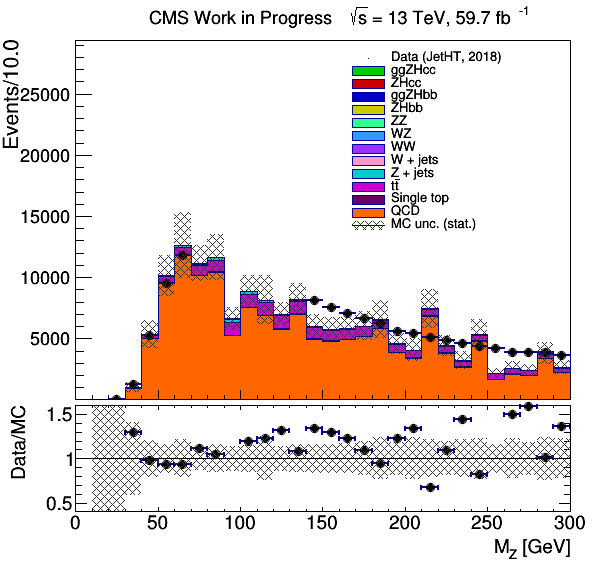 CMS Work in Progress √s = 13 TeV, 59.7 fb -1
Events/10.0
25000
20000
15000
10000
5000
Data (JetHT, 2018)
ggZHcc
ZHcc
ggZHbb
ZHbb
ZZ
WZ
WW
W + jets
Z + jets
tt̄
Single top
QCD
MC unc. (stat.)
Data/MC
1.5
1
0.5
0 50 100 150 200 250 300
M_Z [GeV]